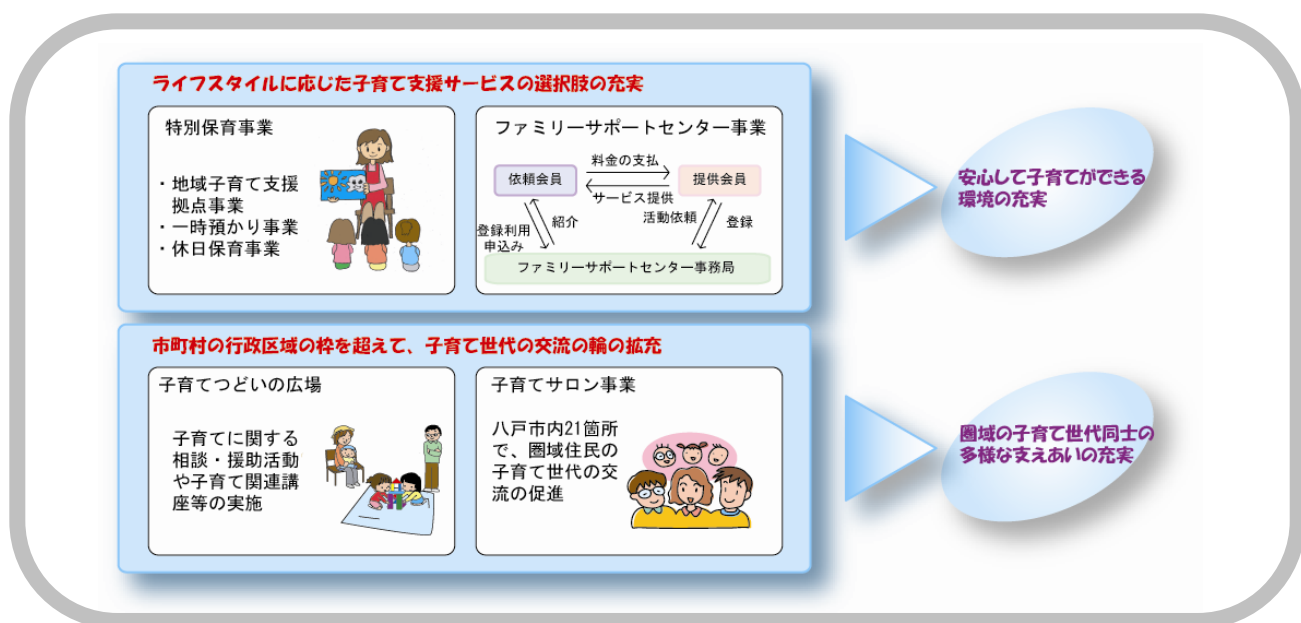 ライフスタイルに応じた子育て支援サービスの選択肢の充実
特別保育事業
・地域子育て支援
拠点事業
・一時預かり事業
・休日保育事業
ファミリーサポートセンター事業
料金の支払
依頼会員
提供会員
サービス提供
活動依頼
登録利用
申込み
紹介
登録
ファミリーサポートセンター事務局
安心して子育てができる
環境の充実
市町村の行政区域の枠を超えて、子育て世代の交流の輪の拡充
子育てつどいの広場
子育てに関する
相談・援助活動
や子育て関連講
座等の実施
子育てサロン事業
八戸市内21箇所
で、圏域住民の
子育て世代の交
流の促進
圏域の子育て世代同士の
多様な支えあいの充実